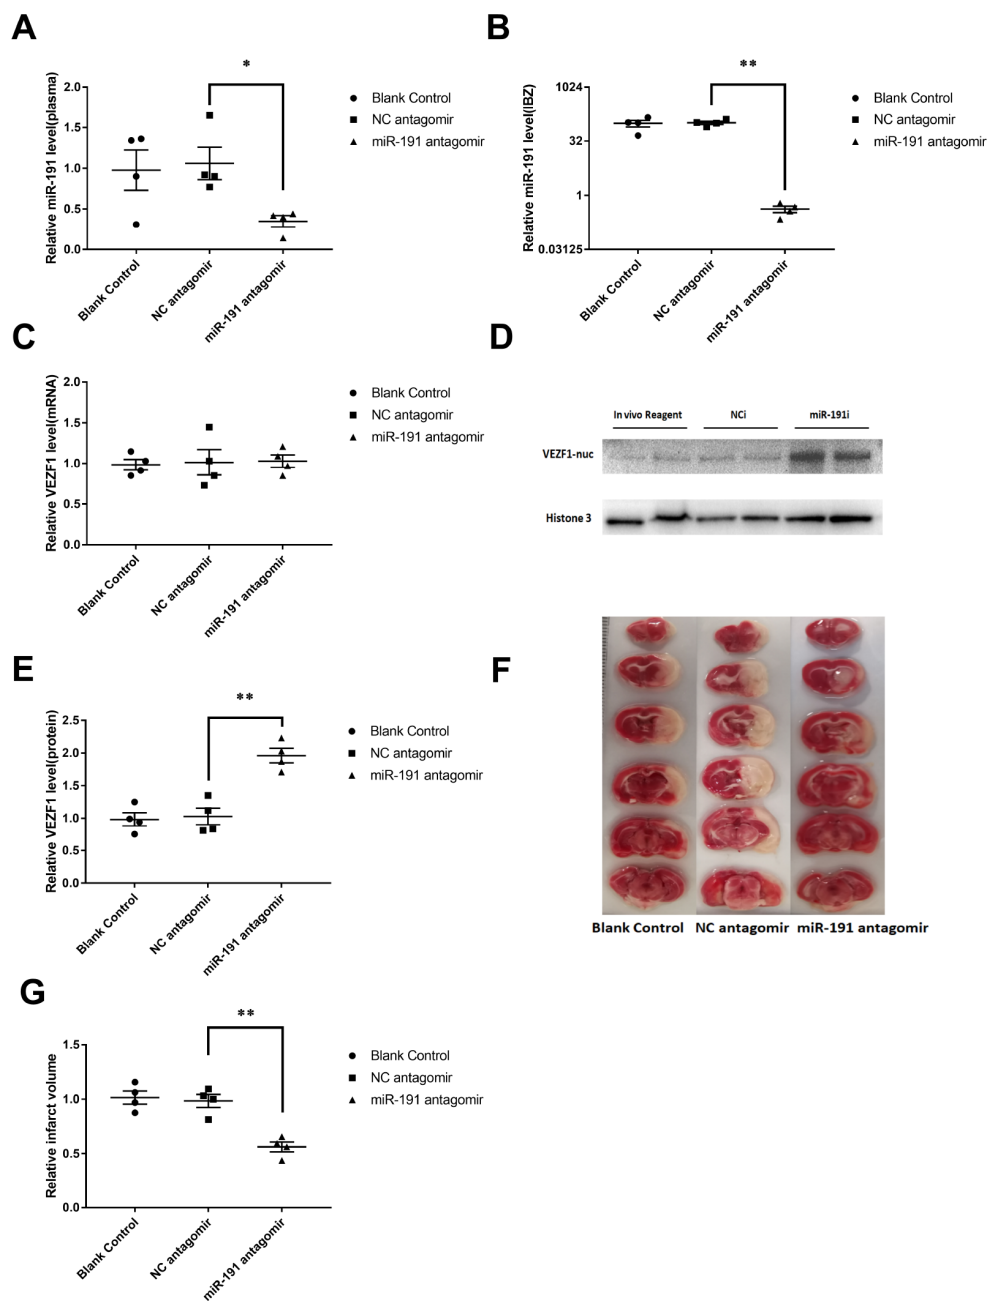 A
Relative miR-191 level(plasma)
2.0
1.5
1.0
0.5
0.0
*
Blank Control
NC antagomir
miR-191 antagomir
Blank Control
NC antagomir
miR-191 antagomir
B
Relative miR-191 level(IBZ)
1024
32
1
0.03125
**
Blank Control
NC antagomir
miR-191 antagomir
Blank Control
NC antagomir
miR-191 antagomir
C
Relative VEZF1 level(mRNA)
2.0
1.5
1.0
0.5
0.0
Blank Control
NC antagomir
miR-191 antagomir
Blank Control
NC antagomir
miR-191 antagomir
D
In vivo Reagent NCi miR-191i
VEZF1-nuc
Histone 3
E
Relative VEZF1 level(protein)
2.5
2.0
1.5
1.0
0.5
0.0
**
Blank Control
NC antagomir
miR-191 antagomir
Blank Control
NC antagomir
miR-191 antagomir
F
Blank Control NC antagomir miR-191 antagomir
G
Relative infarct volume
1.5
1.0
0.5
0.0
**
Blank Control
NC antagomir
miR-191 antagomir
Blank Control
NC antagomir
miR-191 antagomir